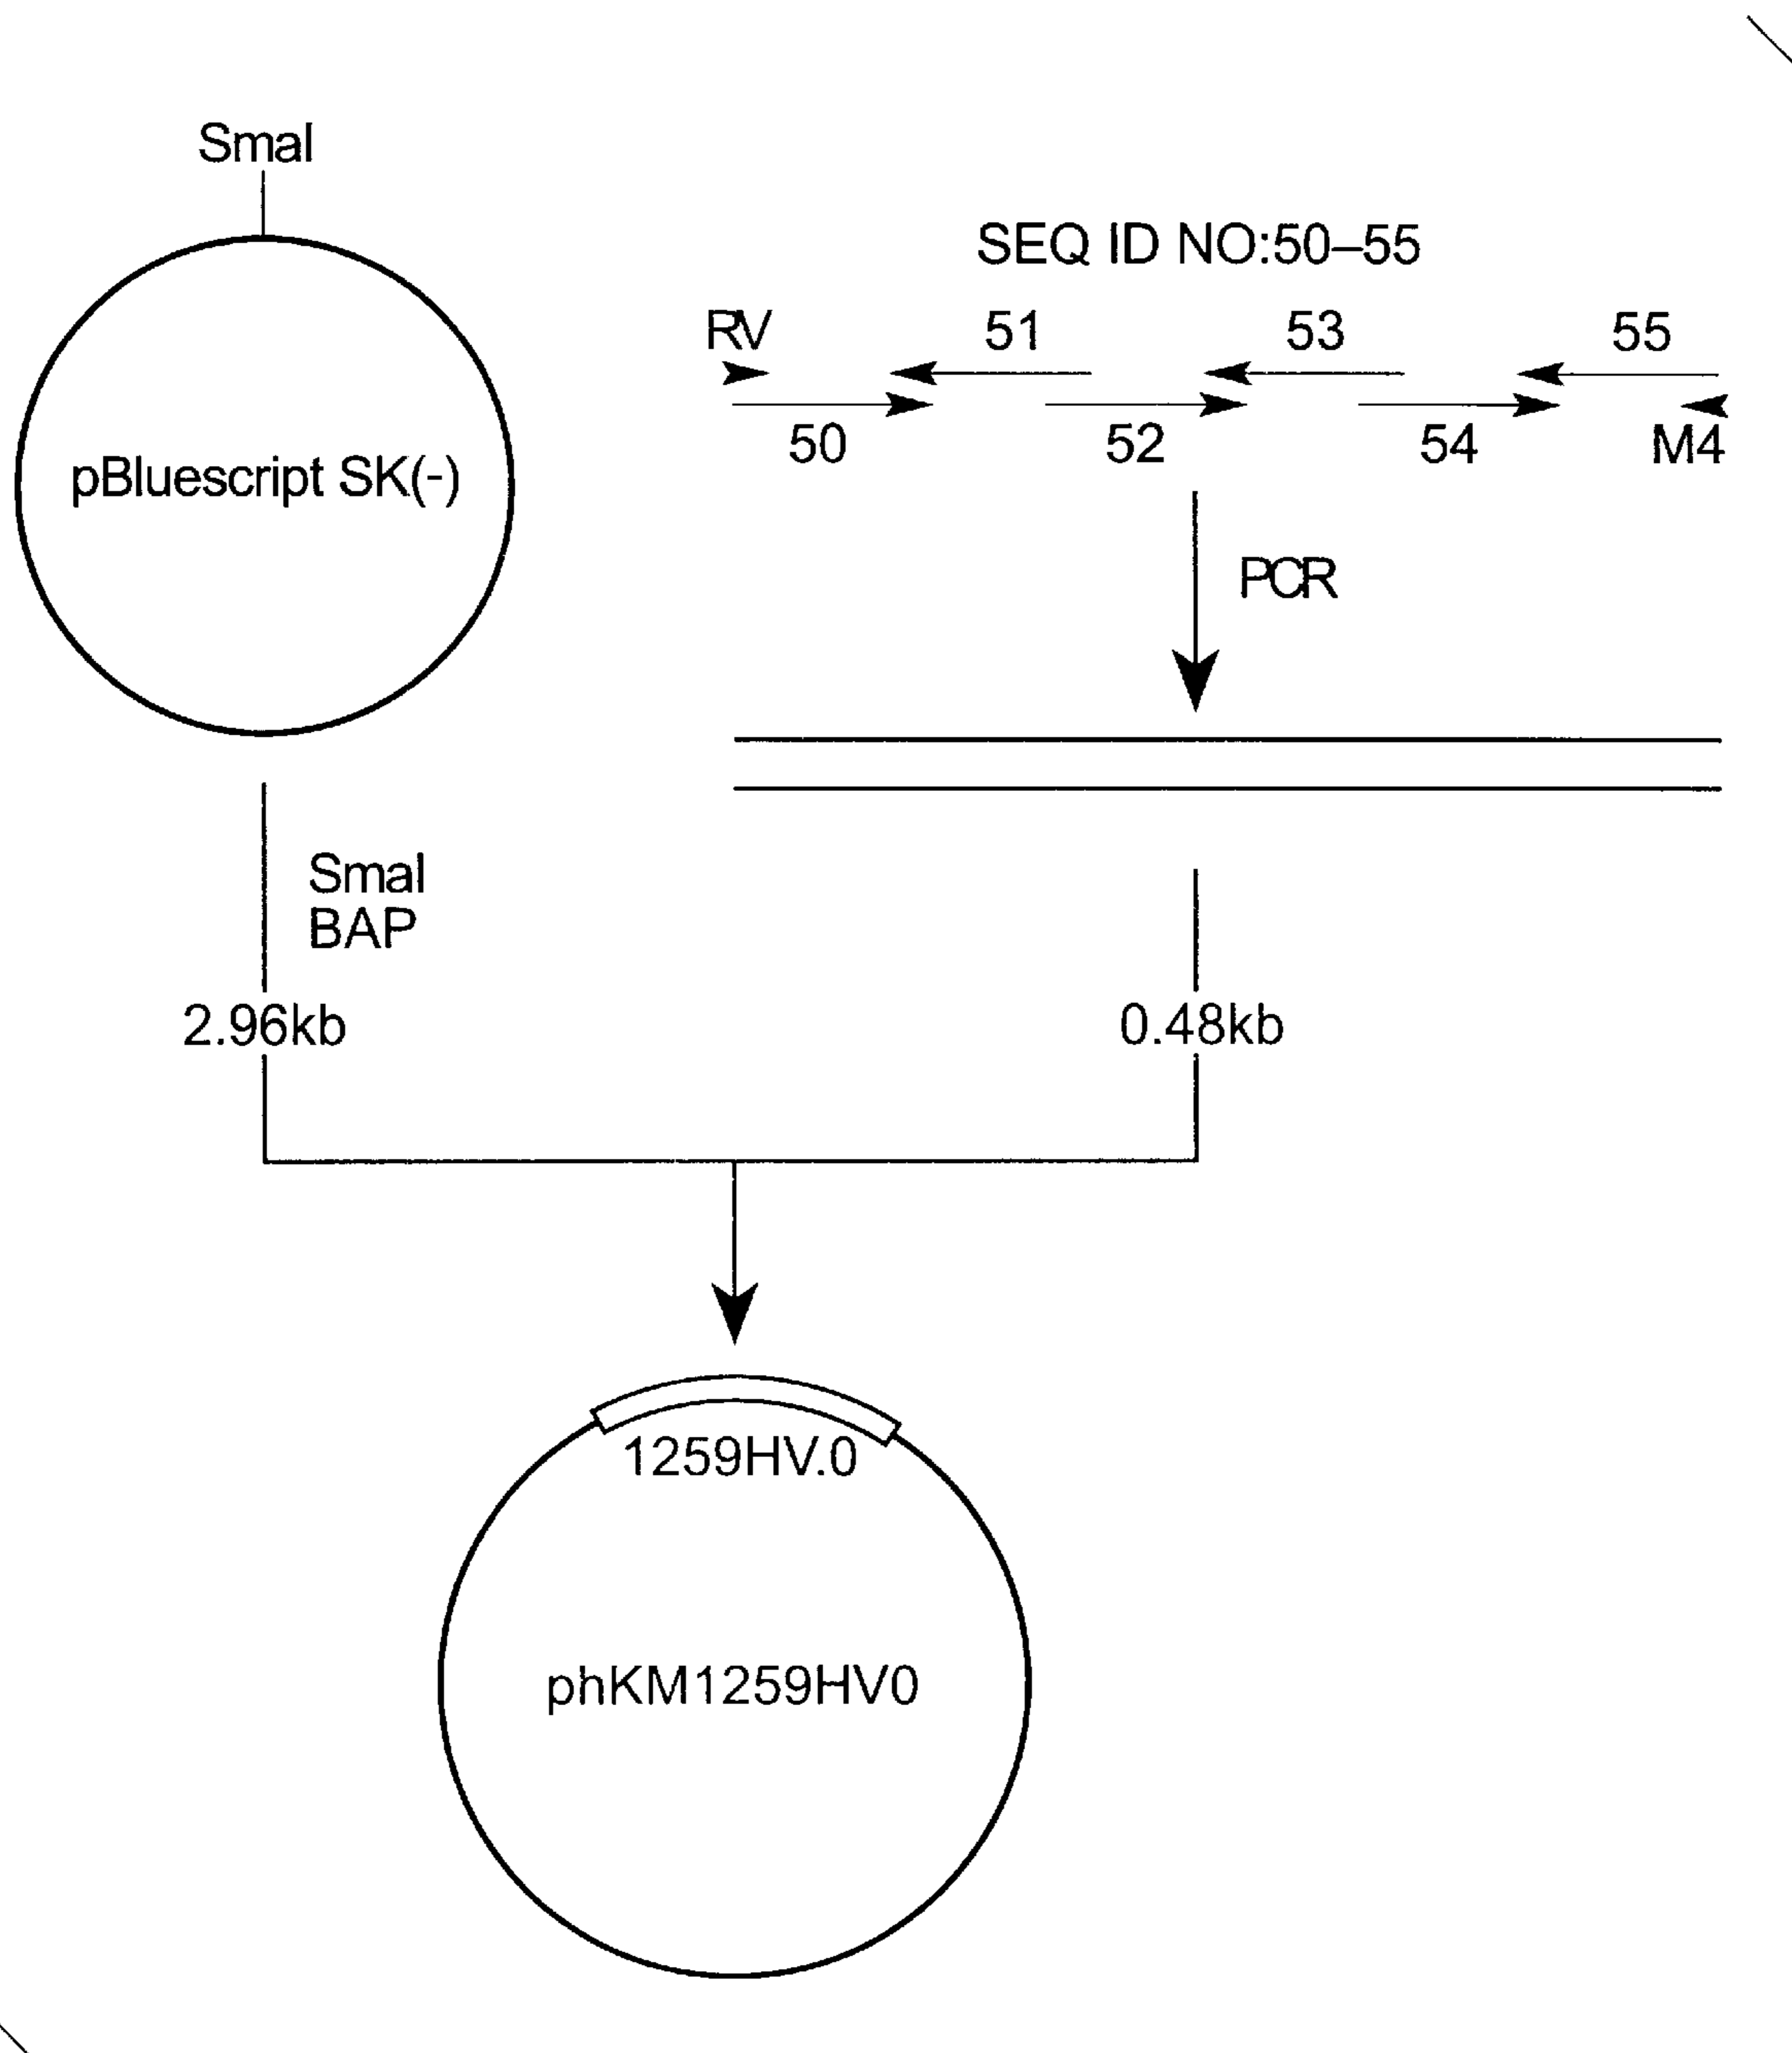 SmaI
SEQ ID NO:50–55
RV
51
53
55
50
52
54
M4
pBluescript SK(-)
PCR
SmaI
BAP
2.96kb
0.48kb
1259HV.0
phKM1259HV0